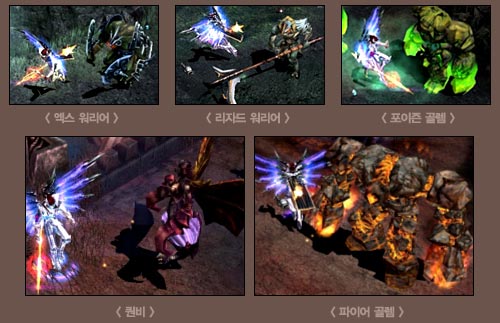 《 엑스 워리어 》
《 리자드 워리어 》
《 포이즌 골렘 》
《 퀸비 》
《 파이어 골렘 》